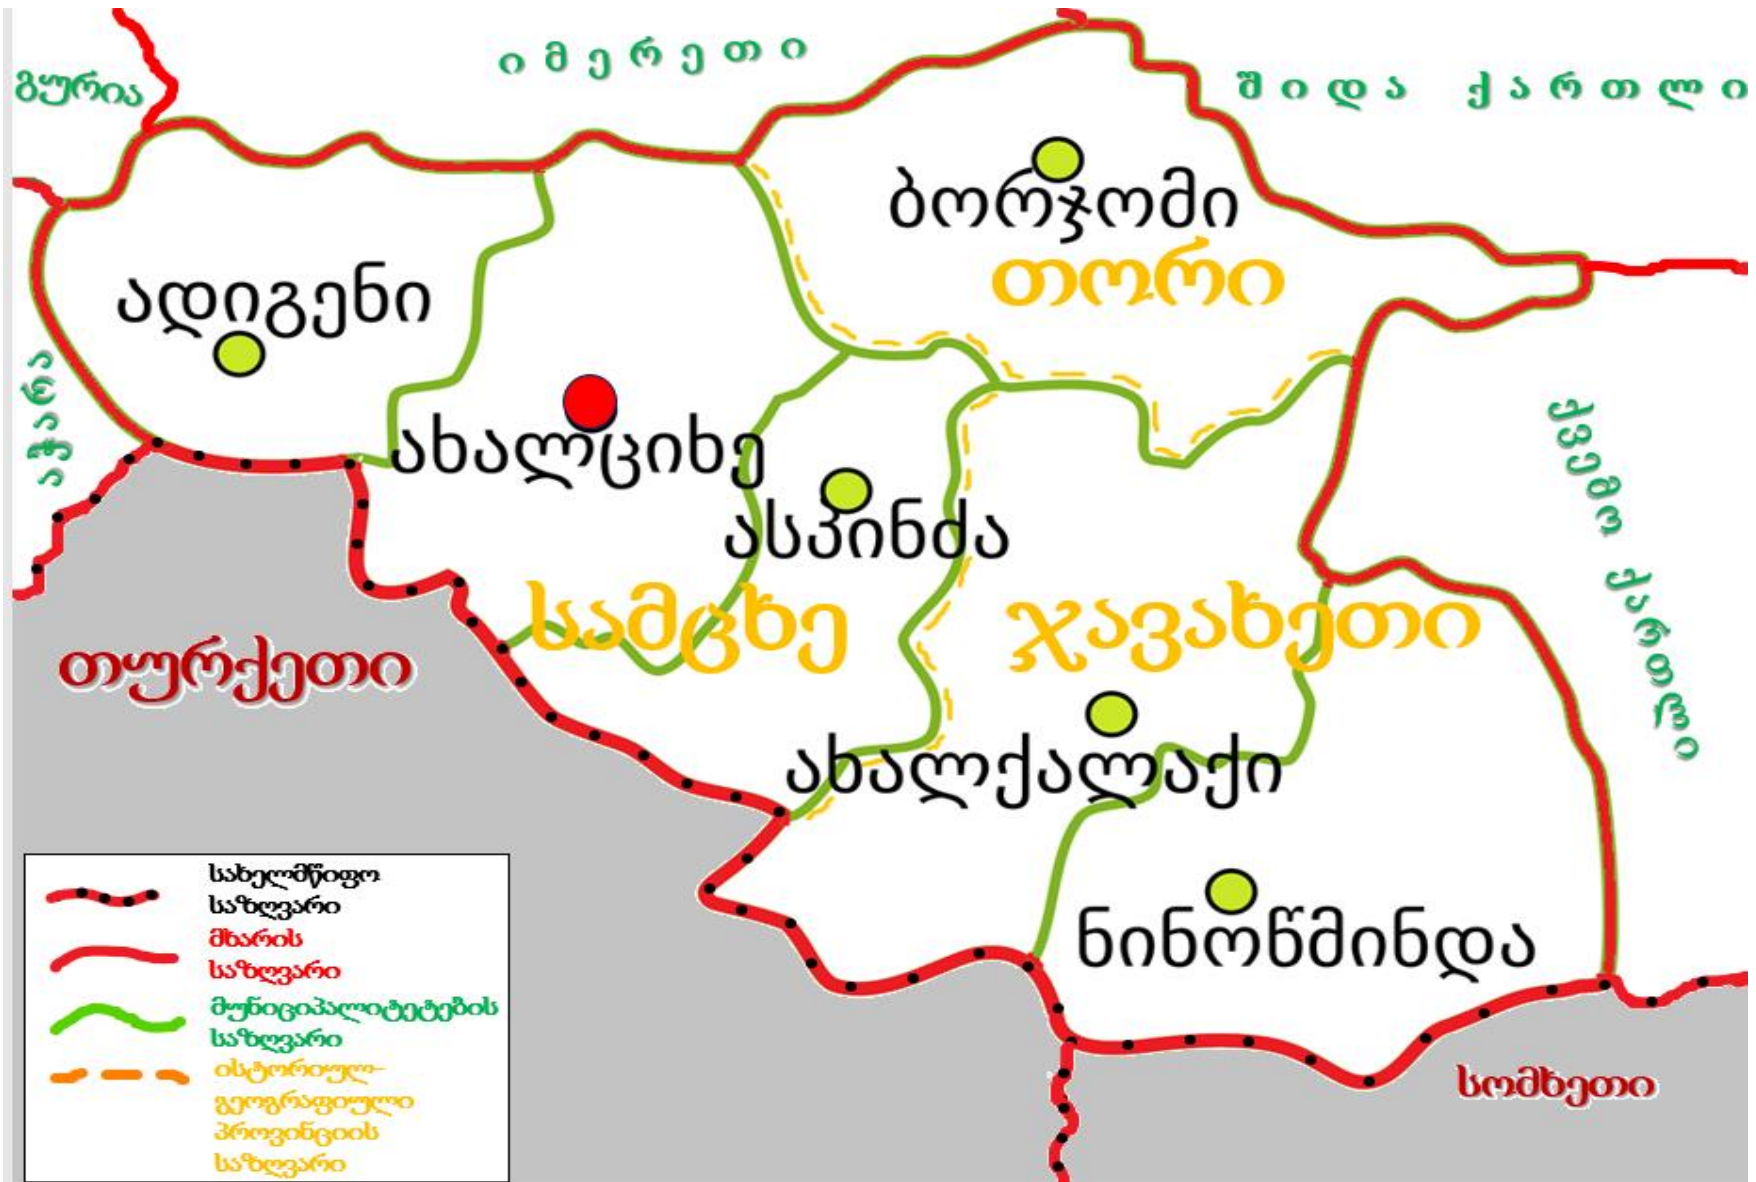 გურია
იმერეთი
შიდა ქართლი
ბორჯომი
თორი
ადიგენი
აჭარა
ახალციხე
ასპინძა
ქვემო ქართლი
სამცხე
ჯავახეთი
თურქეთი
ახალქალაქი
ნინოწმინდა
სომხეთი
სახელმწიფო
საზღვარი
მხარის
საზღვარი
მუნიციპალიტეტების
საზღვარი
ისტორიულ-
გეოგრაფიული
პროვინციის
საზღვარი